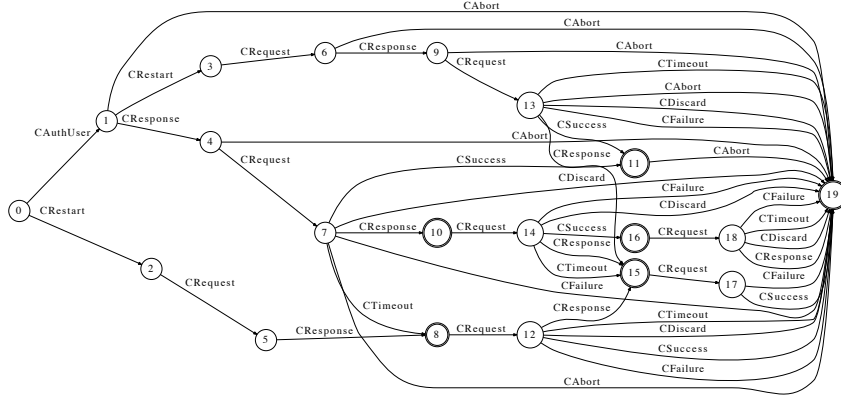 CAbort
CAbort
CRequest
6
CResponse
9
CAbort
CRestart
3
CRequest
CTimeout
CAbort
1
CResponse
13
CDiscard
CFailure
CAuthUser
4
CAbort
CSuccess
CRequest
CSuccess
CResponse
11
CAbort
CDiscard
0
CRestart
7
CResponse
10
CRequest
14
CFailure
CDiscard
CSuccess
16
CRequest
18
CFailure
CTimeout
CDiscard
CResponse
19
CResponse
CTimeout
15
CRequest
17
CFailure
CSuccess
2
CRequest
CFailure
CTimeout
CResponse
5
CResponse
8
CRequest
12
CTimeout
CDiscard
CSuccess
CFailure
CAbort